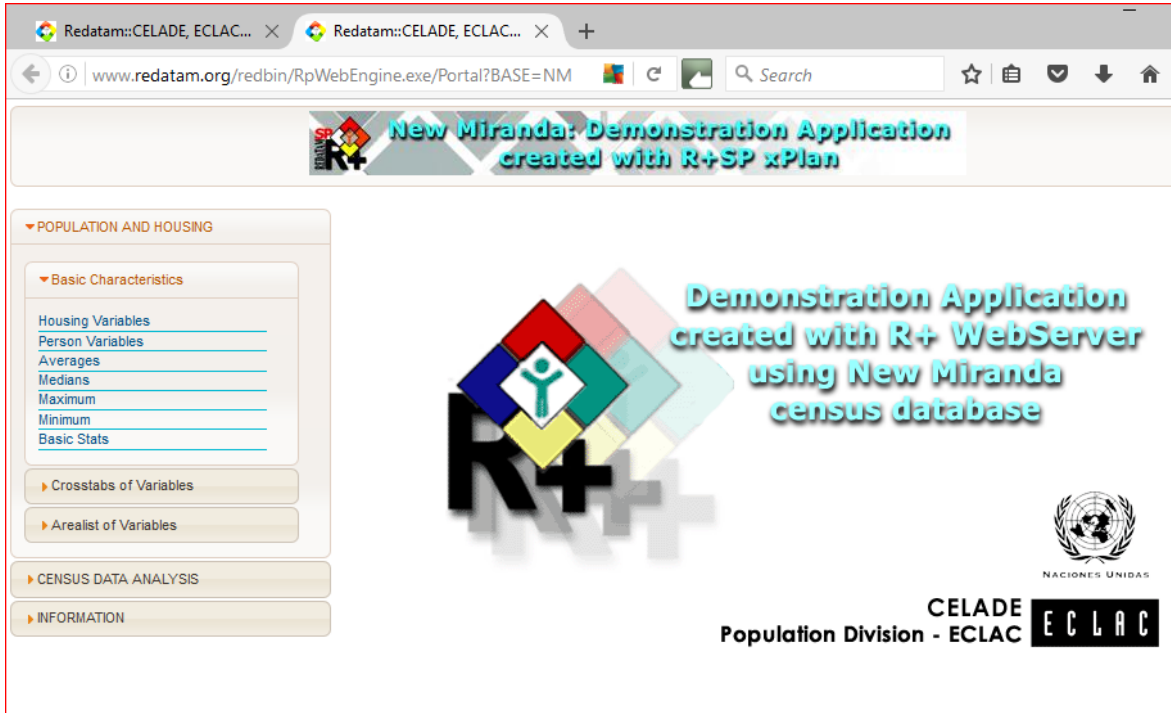 Redatam::CELADE, ECLAC...
Redatam::CELADE, ECLAC...
www.redatam.org/redbin/RpWebEngine.exe/Portal?BASE=NM
Search
REDATAM SP
R+
New Miranda: Demonstration Application
created with R+SP xPlan
POPULATION AND HOUSING
Basic Characteristics
Housing Variables
Person Variables
Averages
Medians
Maximum
Minimum
Basic Stats
Crosstabs of Variables
Arealist of Variables
CENSUS DATA ANALYSIS
INFORMATION
R+
Demonstration Application
created with R+ WebServer
using New Miranda
census database
NACIONES UNIDAS
CELADE
Population Division - ECLAC
ECLAC